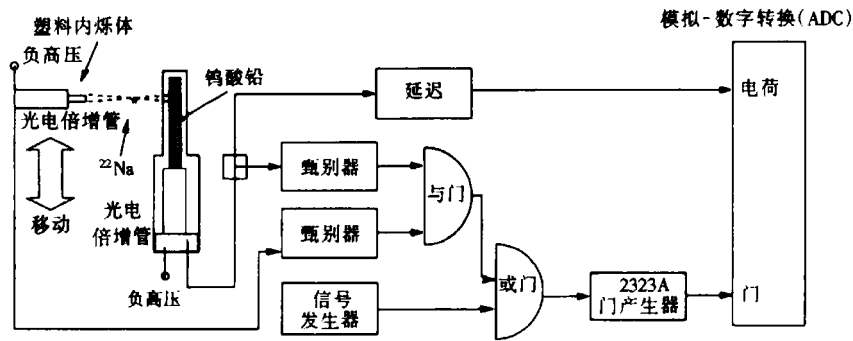 模拟-数字转换(ADC)
塑料内烁体
负高压
钨酸铅
光电倍增管
²²Na
移动
光电
倍增管
负高压
延迟
甄别器
甄别器
信号
发生器
与门
或门
2323A
门产生器
电荷
门